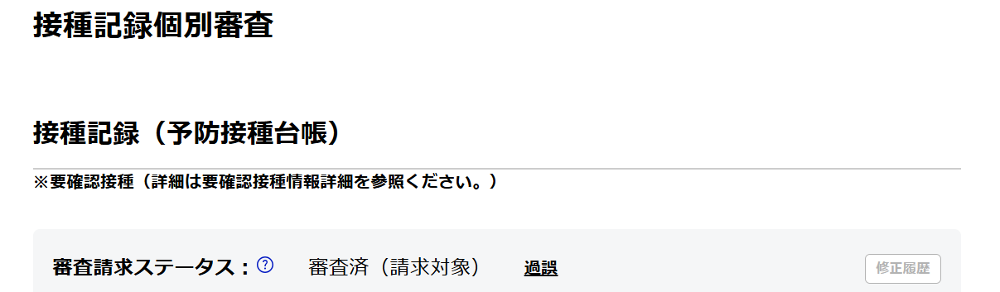 接種記録個別審査
接種記録（予防接種台帳）
※要確認接種（詳細は要確認接種情報詳細を参照ください。）
審査請求ステータス：? 審査済（請求対象） 過誤 修正履歴